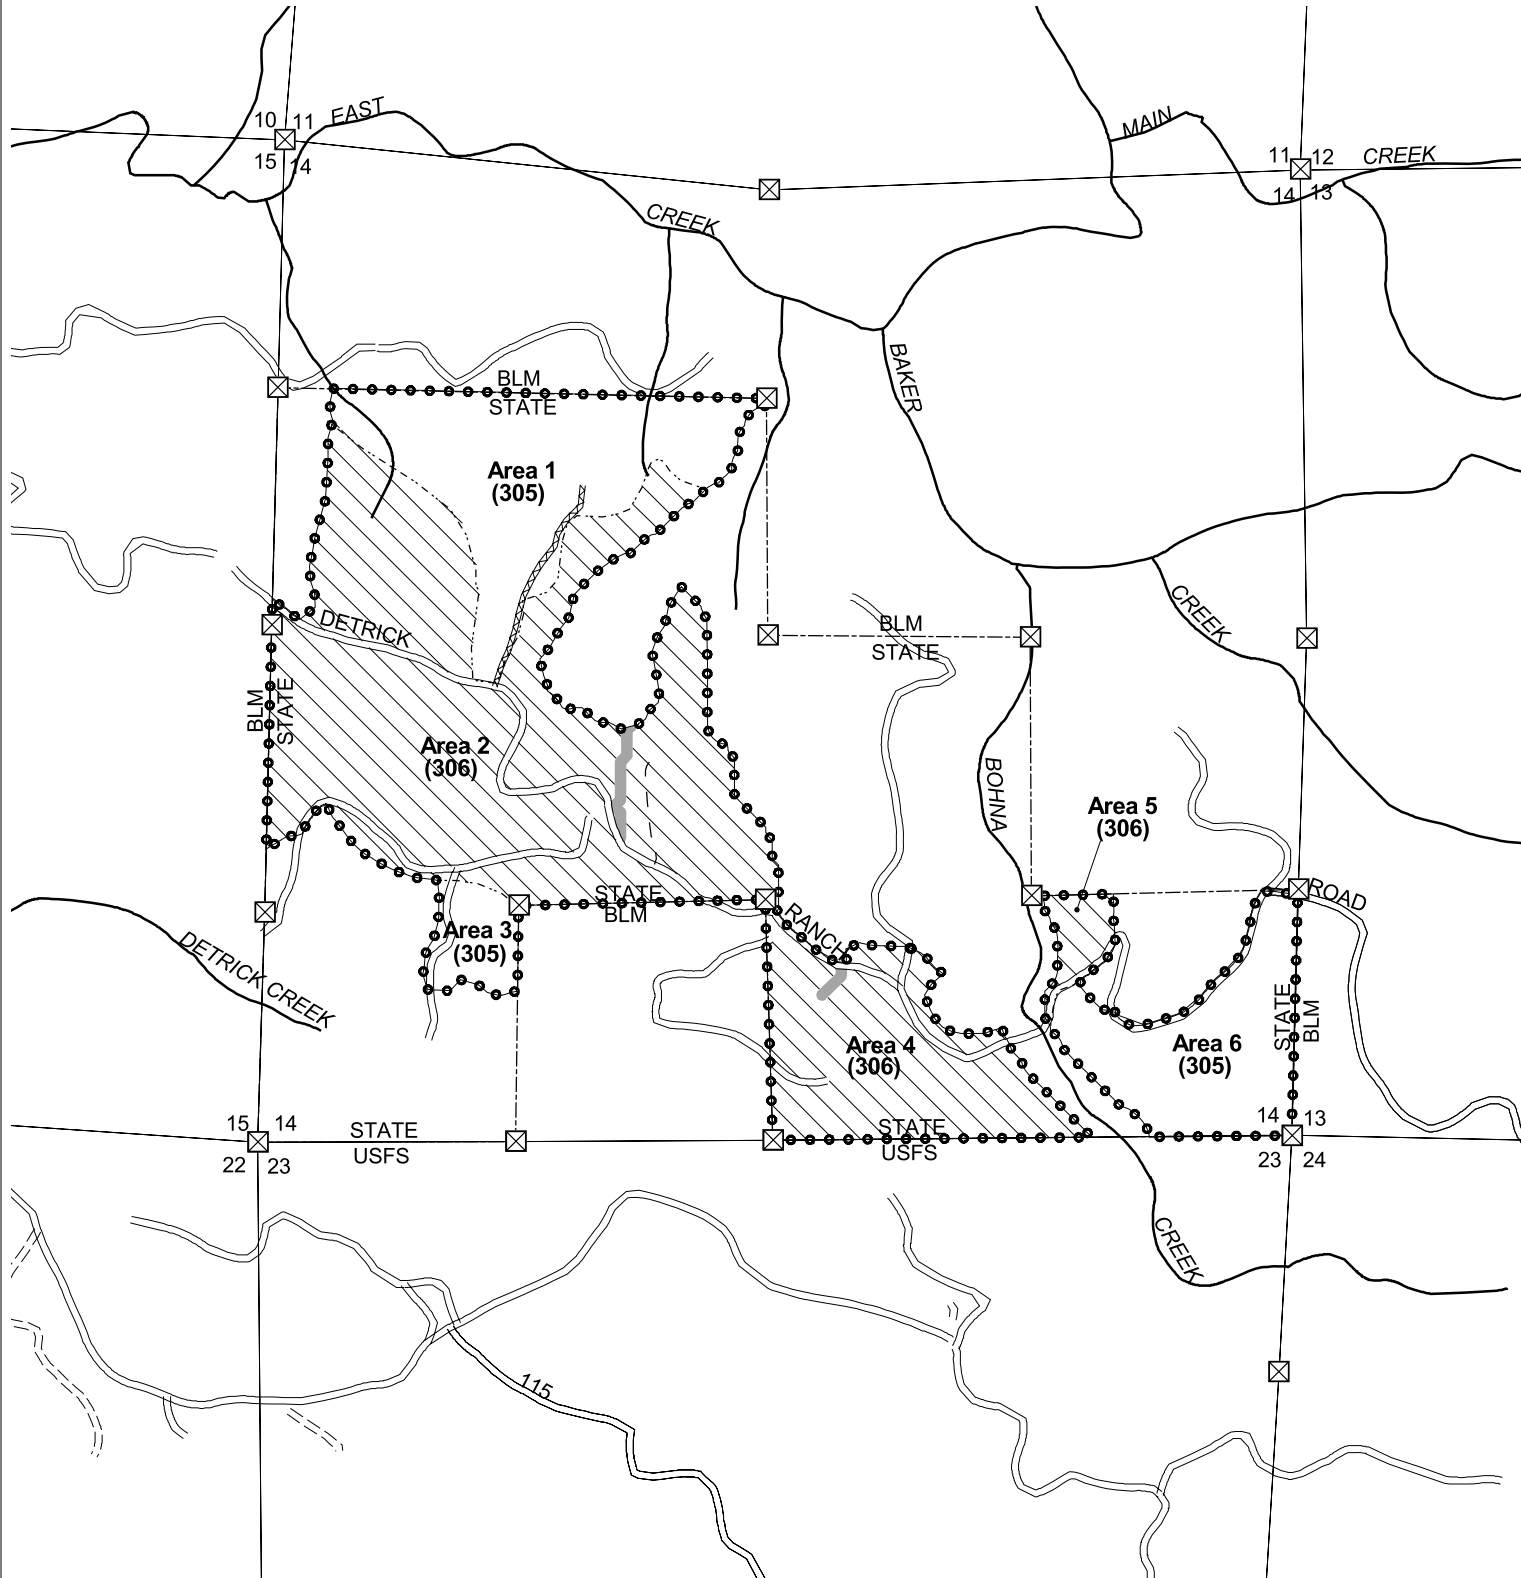 EAST
10 11
15 14
MAIN
11 12
CREEK
14 13
CREEK
BAKER
BLM
STATE
Area 1
(305)
CREEK
DETRICK
BLM
STATE
BLM
STATE
Area 2
(306)
BOHNA
Area 5
(306)
STATE
BLM
ROAD
RANCH
Area 3
(305)
DETRICK CREEK
STATE
BLM
Area 4
(306)
Area 6
(305)
15 14
22 23
STATE
USFS
STATE
USFS
14 13
23 24
CREEK
115